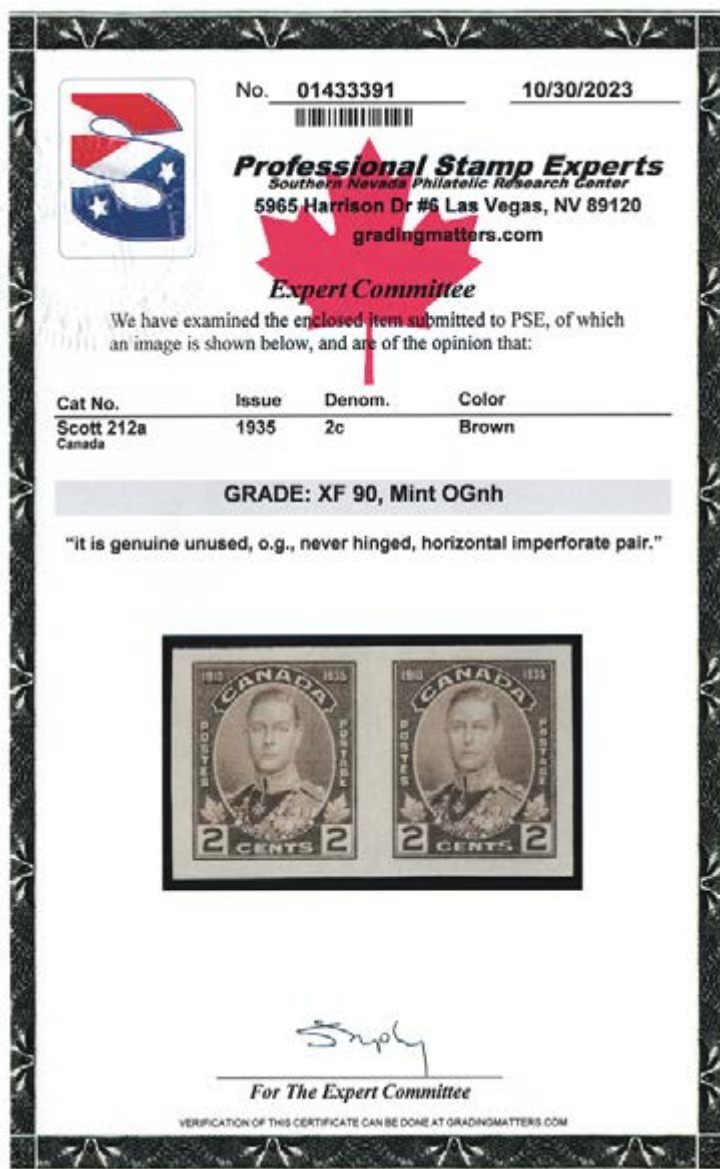 No. 01433391 10/30/2023
Professional Stamp Experts
Southern Nevada Philatelic Research Center
5965 Harrison Dr #6 Las Vegas, NV 89120
gradingmatters.com
Expert Committee
We have examined the enclosed item submitted to PSE, of which
an image is shown below, and are of the opinion that:
Cat No. Issue Denom. Color
Scott 212a 1935 2c Brown
Canada
GRADE: XF 90, Mint OGnh
"it is genuine unused, o.g., never hinged, horizontal imperforate pair."
1910 1935 1910 1935
CANADA CANADA
POSTES POSTAGE POSTES POSTAGE
2 CENTS 2 2 CENTS 2
For The Expert Committee
VERIFICATION OF THIS CERTIFICATE CAN BE DONE AT GRADINGMATTERS.COM